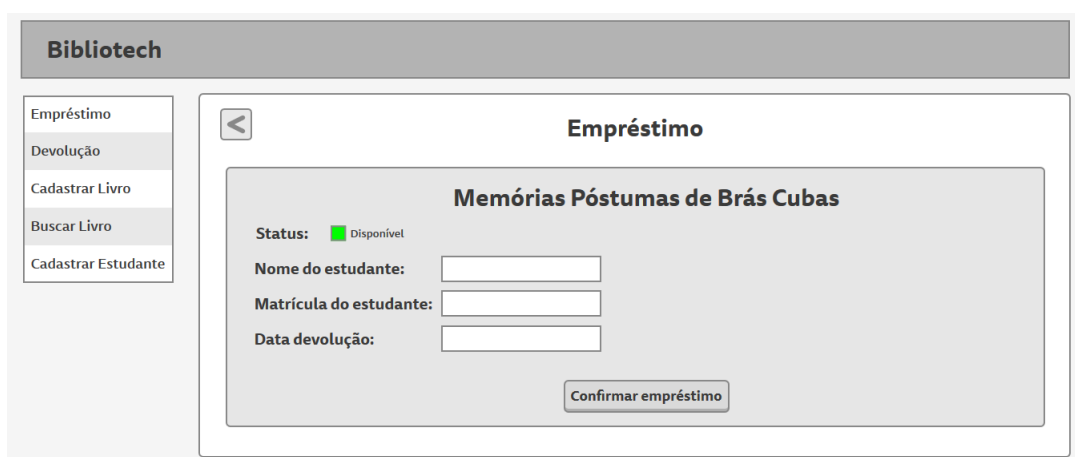 Bibliotech
Empréstimo
Devolução
Cadastrar Livro
Buscar Livro
Cadastrar Estudante
<
Empréstimo
Memórias Póstumas de Brás Cubas
Status: Disponível
Nome do estudante:
Matrícula do estudante:
Data devolução:
Confirmar empréstimo